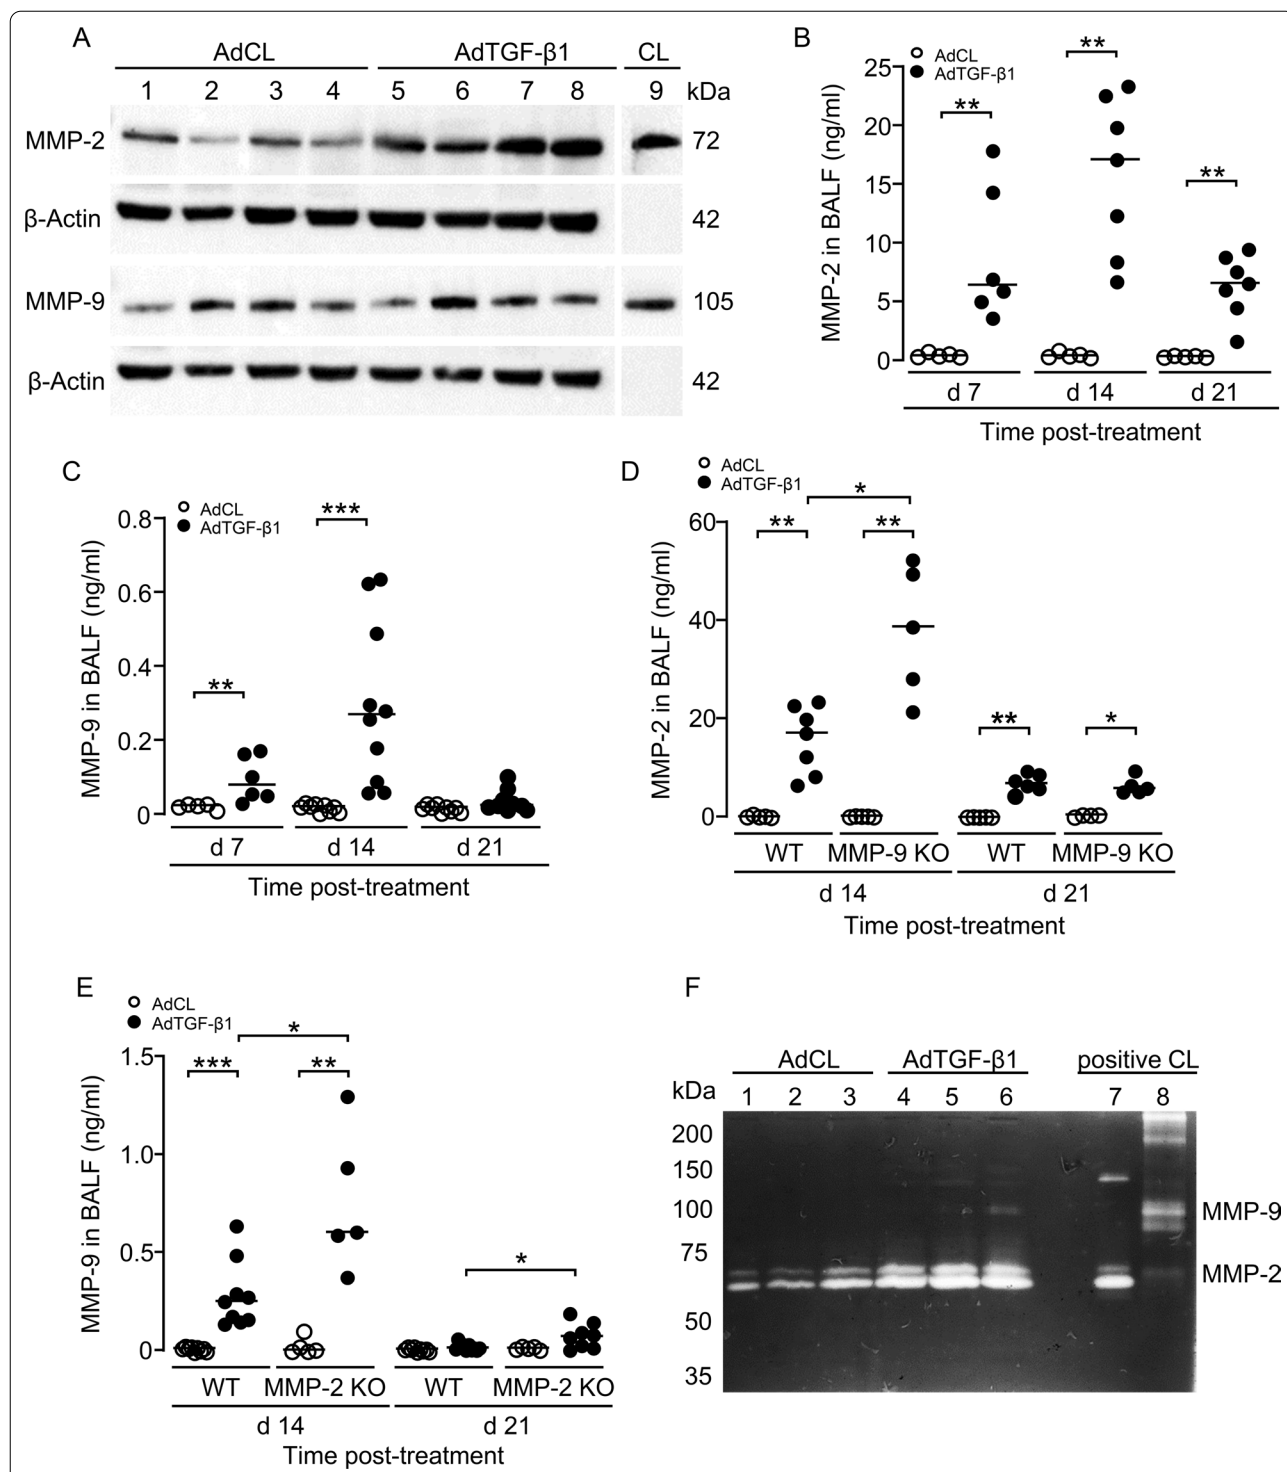 A
AdCL AdTGF-β1 CL
1 2 3 4 5 6 7 8 9 kDa
MMP-2 72
β-Actin 42
MMP-9 105
β-Actin 42
B
AdCL
AdTGF-β1
MMP-2 in BALF (ng/ml)
25
20
15
10
5
0
** ** **
d 7 d 14 d 21
Time post-treatment
C
AdCL
AdTGF-β1
MMP-9 in BALF (ng/ml)
0.8
0.6
0.4
0.2
0
** ***
d 7 d 14 d 21
Time post-treatment
D
AdCL
AdTGF-β1
MMP-2 in BALF (ng/ml)
60
40
20
0
*
** ** ** *
WT MMP-9 KO WT MMP-9 KO
d 14 d 21
Time post-treatment
E
AdCL
AdTGF-β1
MMP-9 in BALF (ng/ml)
1.5
1.0
0.5
0
*
*** ** *
WT MMP-2 KO WT MMP-2 KO
d 14 d 21
Time post-treatment
F
AdCL AdTGF-β1 positive CL
kDa 1 2 3 4 5 6 7 8
200
150
100 MMP-9
75
MMP-2
50
35